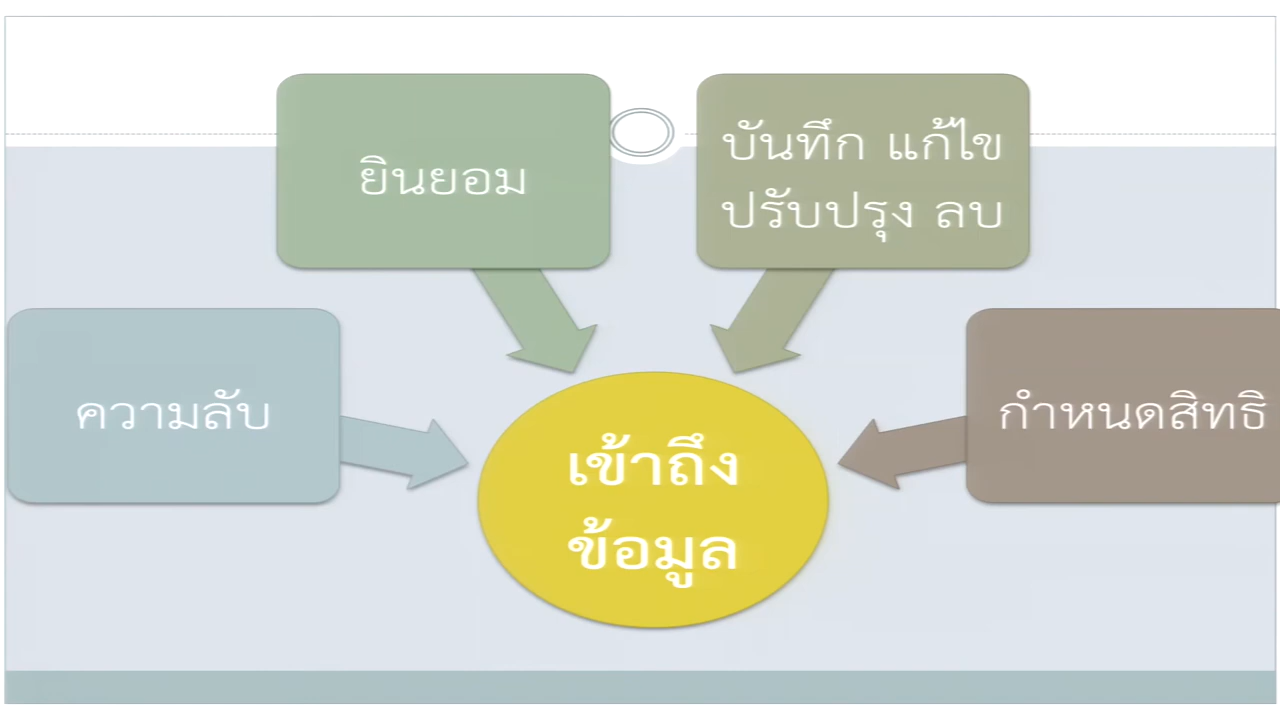 ยินยอม
บันทึก แก้ไข
ปรับปรุง ลบ
ความลับ
กำหนดสิทธิ
เข้าถึง
ข้อมูล